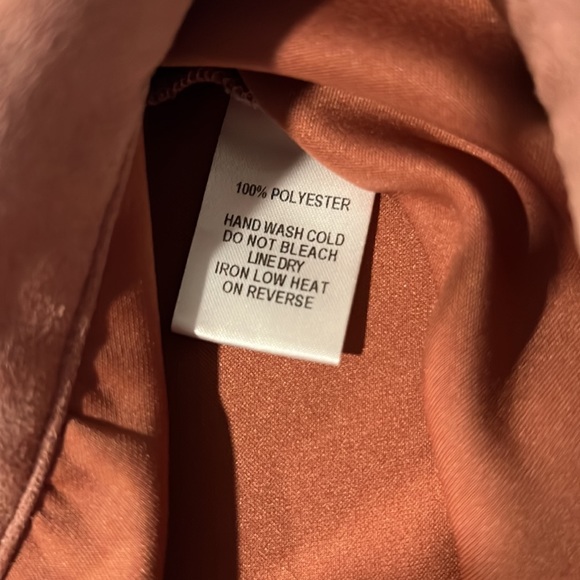 100% POLYESTER
HAND WASH COLD
DO NOT BLEACH
LINE DRY
IRON LOW HEAT
ON REVERSE